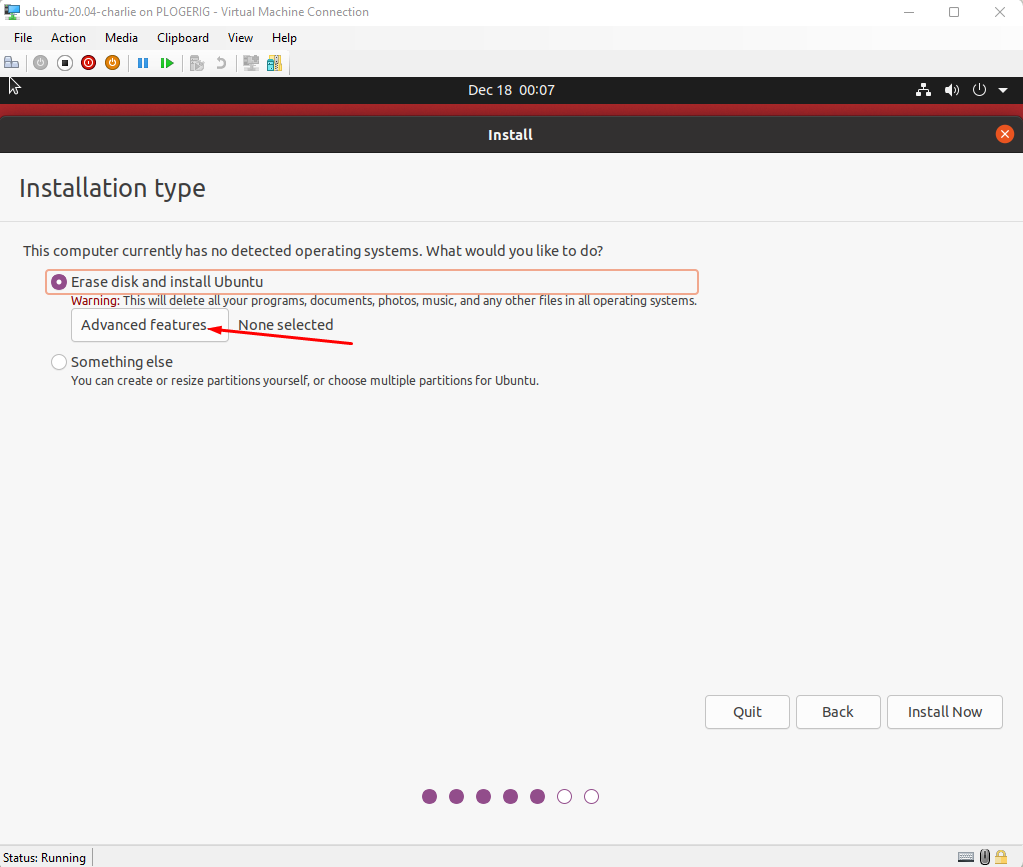 ubuntu-20.04-charlie on PLOGERIG - Virtual Machine Connection
File Action Media Clipboard View Help
Dec 18 00:07
Install
Installation type
This computer currently has no detected operating systems. What would you like to do?
Erase disk and install Ubuntu
Warning: This will delete all your programs, documents, photos, music, and any other files in all operating systems.
Advanced features... None selected
Something else
You can create or resize partitions yourself, or choose multiple partitions for Ubuntu.
Quit Back Install Now
Status: Running